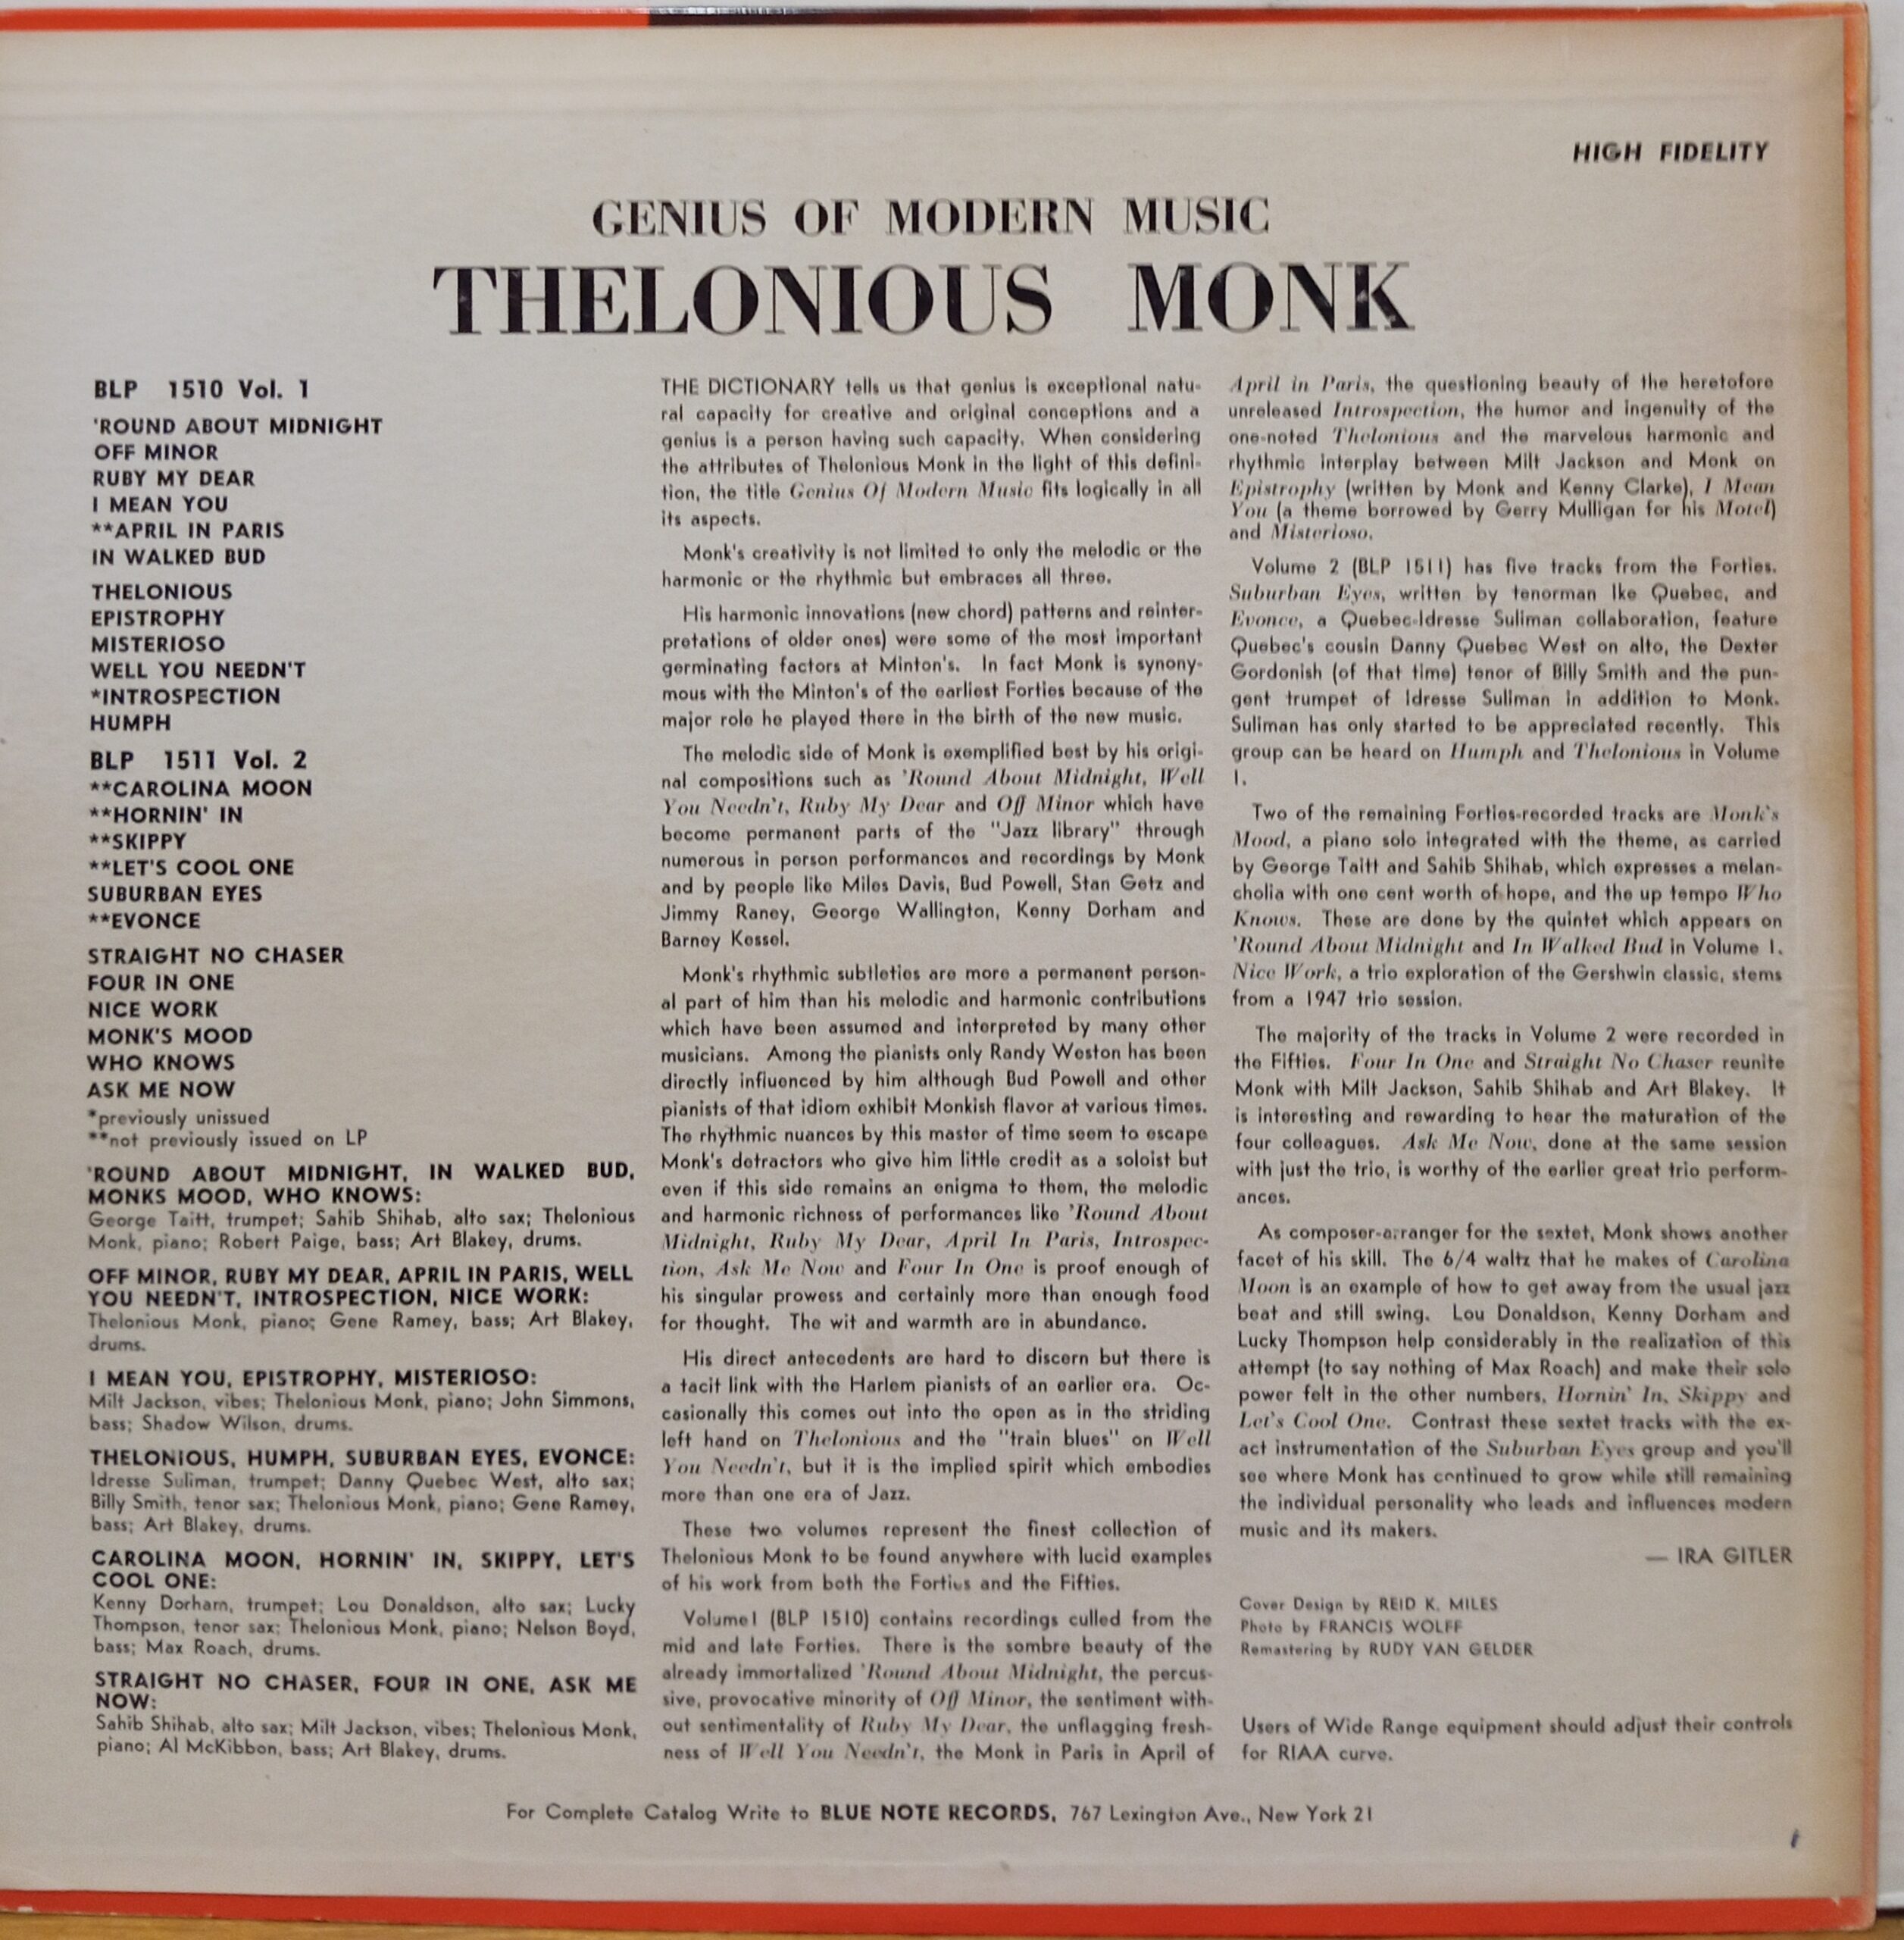 HIGH FIDELITY
GENIUS OF MODERN MUSIC
THELONIOUS MONK
BLP 1510 Vol. 1
'ROUND ABOUT MIDNIGHT
OFF MINOR
RUBY MY DEAR
I MEAN YOU
**APRIL IN PARIS
IN WALKED BUD
THELONIOUS
EPISTROPHY
MISTERIOSO
WELL YOU NEEDN'T
*INTROSPECTION
HUMPH
BLP 1511 Vol. 2
**CAROLINA MOON
**HORNIN' IN
**SKIPPY
**LET'S COOL ONE
SUBURBAN EYES
**EVONCE
STRAIGHT NO CHASER
FOUR IN ONE
NICE WORK
MONK'S MOOD
WHO KNOWS
ASK ME NOW
*previously unissued
**not previously issued on LP
'ROUND ABOUT MIDNIGHT, IN WALKED BUD,
MONKS MOOD, WHO KNOWS:
George Taitt, trumpet; Sahib Shihab, alto sax; Thelonious
Monk, piano; Robert Paige, bass; Art Blakey, drums.
OFF MINOR, RUBY MY DEAR, APRIL IN PARIS, WELL
YOU NEEDN'T, INTROSPECTION, NICE WORK:
Thelonious Monk, piano; Gene Ramey, bass; Art Blakey,
drums.
I MEAN YOU, EPISTROPHY, MISTERIOSO:
Milt Jackson, vibes; Thelonious Monk, piano; John Simmons,
bass; Shadow Wilson, drums.
THELONIOUS, HUMPH, SUBURBAN EYES, EVONCE:
Idresse Suliman, trumpet; Danny Quebec West, alto sax;
Billy Smith, tenor sax; Thelonious Monk, piano; Gene Ramey,
bass; Art Blakey, drums.
CAROLINA MOON, HORNIN' IN, SKIPPY, LET'S
COOL ONE:
Kenny Dorham, trumpet; Lou Donaldson, alto sax; Lucky
Thompson, tenor sax; Thelonious Monk, piano; Nelson Boyd,
bass; Max Roach, drums.
STRAIGHT NO CHASER, FOUR IN ONE, ASK ME
NOW:
Sahib Shihab, alto sax; Milt Jackson, vibes; Thelonious Monk,
piano; Al McKibbon, bass; Art Blakey, drums.
THE DICTIONARY tells us that genius is exceptional natu-
ral capacity for creative and original conceptions and a
genius is a person having such capacity. When considering
the attributes of Thelonious Monk in the light of this defini-
tion, the title Genius Of Modern Music fits logically in all
its aspects.
Monk's creativity is not limited to only the melodic or the
harmonic or the rhythmic but embraces all three.
His harmonic innovations (new chord) patterns and reinter-
pretations of older ones) were some of the most important
germinating factors at Minton's. In fact Monk is synony-
mous with the Minton's of the earliest Forties because of the
major role he played there in the birth of the new music.
The melodic side of Monk is exemplified best by his origi-
nal compositions such as 'Round About Midnight, Well
You Needn't, Ruby My Dear and Off Minor which have
become permanent parts of the "Jazz library" through
numerous in person performances and recordings by Monk
and by people like Miles Davis, Bud Powell, Stan Getz and
Jimmy Raney, George Wallington, Kenny Dorham and
Barney Kessel.
Monk's rhythmic subtleties are more a permanent person-
al part of him than his melodic and harmonic contributions
which have been assumed and interpreted by many other
musicians. Among the pianists only Randy Weston has been
directly influenced by him although Bud Powell and other
pianists of that idiom exhibit Monkish flavor at various times.
The rhythmic nuances by this master of time seem to escape
Monk's detractors who give him little credit as a soloist but
even if this side remains an enigma to them, the melodic
and harmonic richness of performances like 'Round About
Midnight, Ruby My Dear, April In Paris, Introspec-
tion, Ask Me Now and Four In One is proof enough of
his singular prowess and certainly more than enough food
for thought. The wit and warmth are in abundance.
His direct antecedents are hard to discern but there is
a tacit link with the Harlem pianists of an earlier era. Oc-
casionally this comes out into the open as in the striding
left hand on Thelonious and the "train blues" on Well
You Needn't, but it is the implied spirit which embodies
more than one era of Jazz.
These two volumes represent the finest collection of
Thelonious Monk to be found anywhere with lucid examples
of his work from both the Forties and the Fifties.
Volume1 (BLP 1510) contains recordings culled from the
mid and late Forties. There is the sombre beauty of the
already immortalized 'Round About Midnight, the percus-
sive, provocative minority of Off Minor, the sentiment with-
out sentimentality of Ruby My Dear, the unflagging fresh-
ness of Well You Needn't, the Monk in Paris in April of
April in Paris, the questioning beauty of the heretofore
unreleased Introspection, the humor and ingenuity of the
one-noted Thelonious and the marvelous harmonic and
rhythmic interplay between Milt Jackson and Monk on
Epistrophy (written by Monk and Kenny Clarke), I Mean
You (a theme borrowed by Gerry Mulligan for his Motel)
and Misterioso.
Volume 2 (BLP 1511) has five tracks from the Forties.
Suburban Eyes, written by tenorman Ike Quebec, and
Evonce, a Quebec-Idresse Suliman collaboration, feature
Quebec's cousin Danny Quebec West on alto, the Dexter
Gordonish (of that time) tenor of Billy Smith and the pun-
gent trumpet of Idresse Suliman in addition to Monk.
Suliman has only started to be appreciated recently. This
group can be heard on Humph and Thelonious in Volume
1.
Two of the remaining Forties-recorded tracks are Monk's
Mood, a piano solo integrated with the theme, as carried
by George Taitt and Sahib Shihab, which expresses a melan-
cholia with one cent worth of hope, and the up tempo Who
Knows. These are done by the quintet which appears on
'Round About Midnight and In Walked Bud in Volume 1.
Nice Work, a trio exploration of the Gershwin classic, stems
from a 1947 trio session.
The majority of the tracks in Volume 2 were recorded in
the Fifties. Four In One and Straight No Chaser reunite
Monk with Milt Jackson, Sahib Shihab and Art Blakey. It
is interesting and rewarding to hear the maturation of the
four colleagues. Ask Me Now, done at the same session
with just the trio, is worthy of the earlier great trio perform-
ances.
As composer-arranger for the sextet, Monk shows another
facet of his skill. The 6/4 waltz that he makes of Carolina
Moon is an example of how to get away from the usual jazz
beat and still swing. Lou Donaldson, Kenny Dorham and
Lucky Thompson help considerably in the realization of this
attempt (to say nothing of Max Roach) and make their solo
power felt in the other numbers, Hornin' In, Skippy and
Let's Cool One. Contrast these sextet tracks with the ex-
act instrumentation of the Suburban Eyes group and you'll
see where Monk has continued to grow while still remaining
the individual personality who leads and influences modern
music and its makers.
— IRA GITLER
Cover Design by REID K. MILES
Photo by FRANCIS WOLFF
Remastering by RUDY VAN GELDER
Users of Wide Range equipment should adjust their controls
for RIAA curve.
For Complete Catalog Write to BLUE NOTE RECORDS, 767 Lexington Ave., New York 21